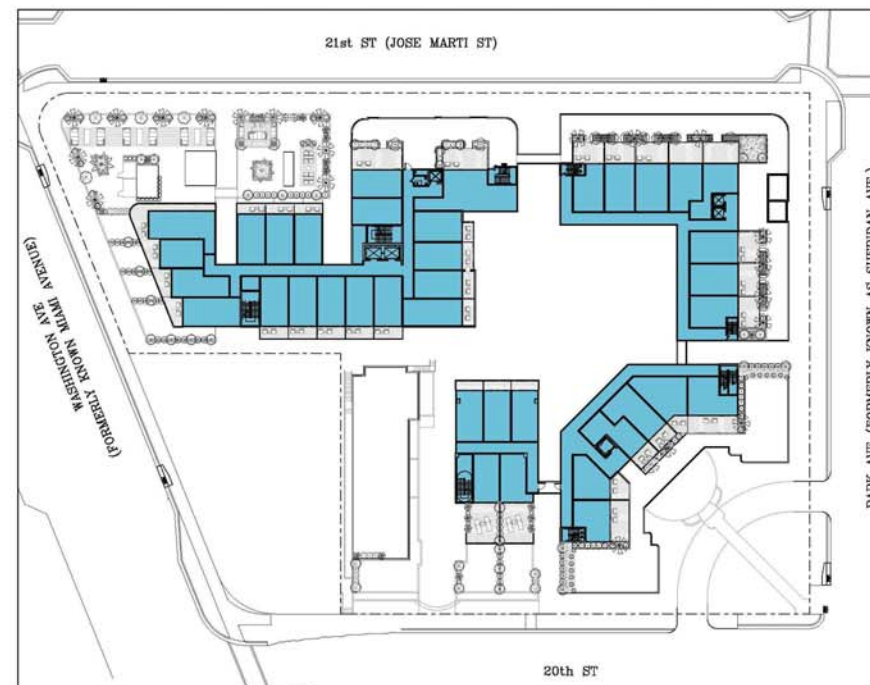 21st ST (JOSE MARTI ST)
WASHINGTON AVE.
(FORMERLY KNOWN MIAMI AVENUE)
PARK AVE (FORMERLY KNOWN AS SHERIDAN AVE)
20th ST